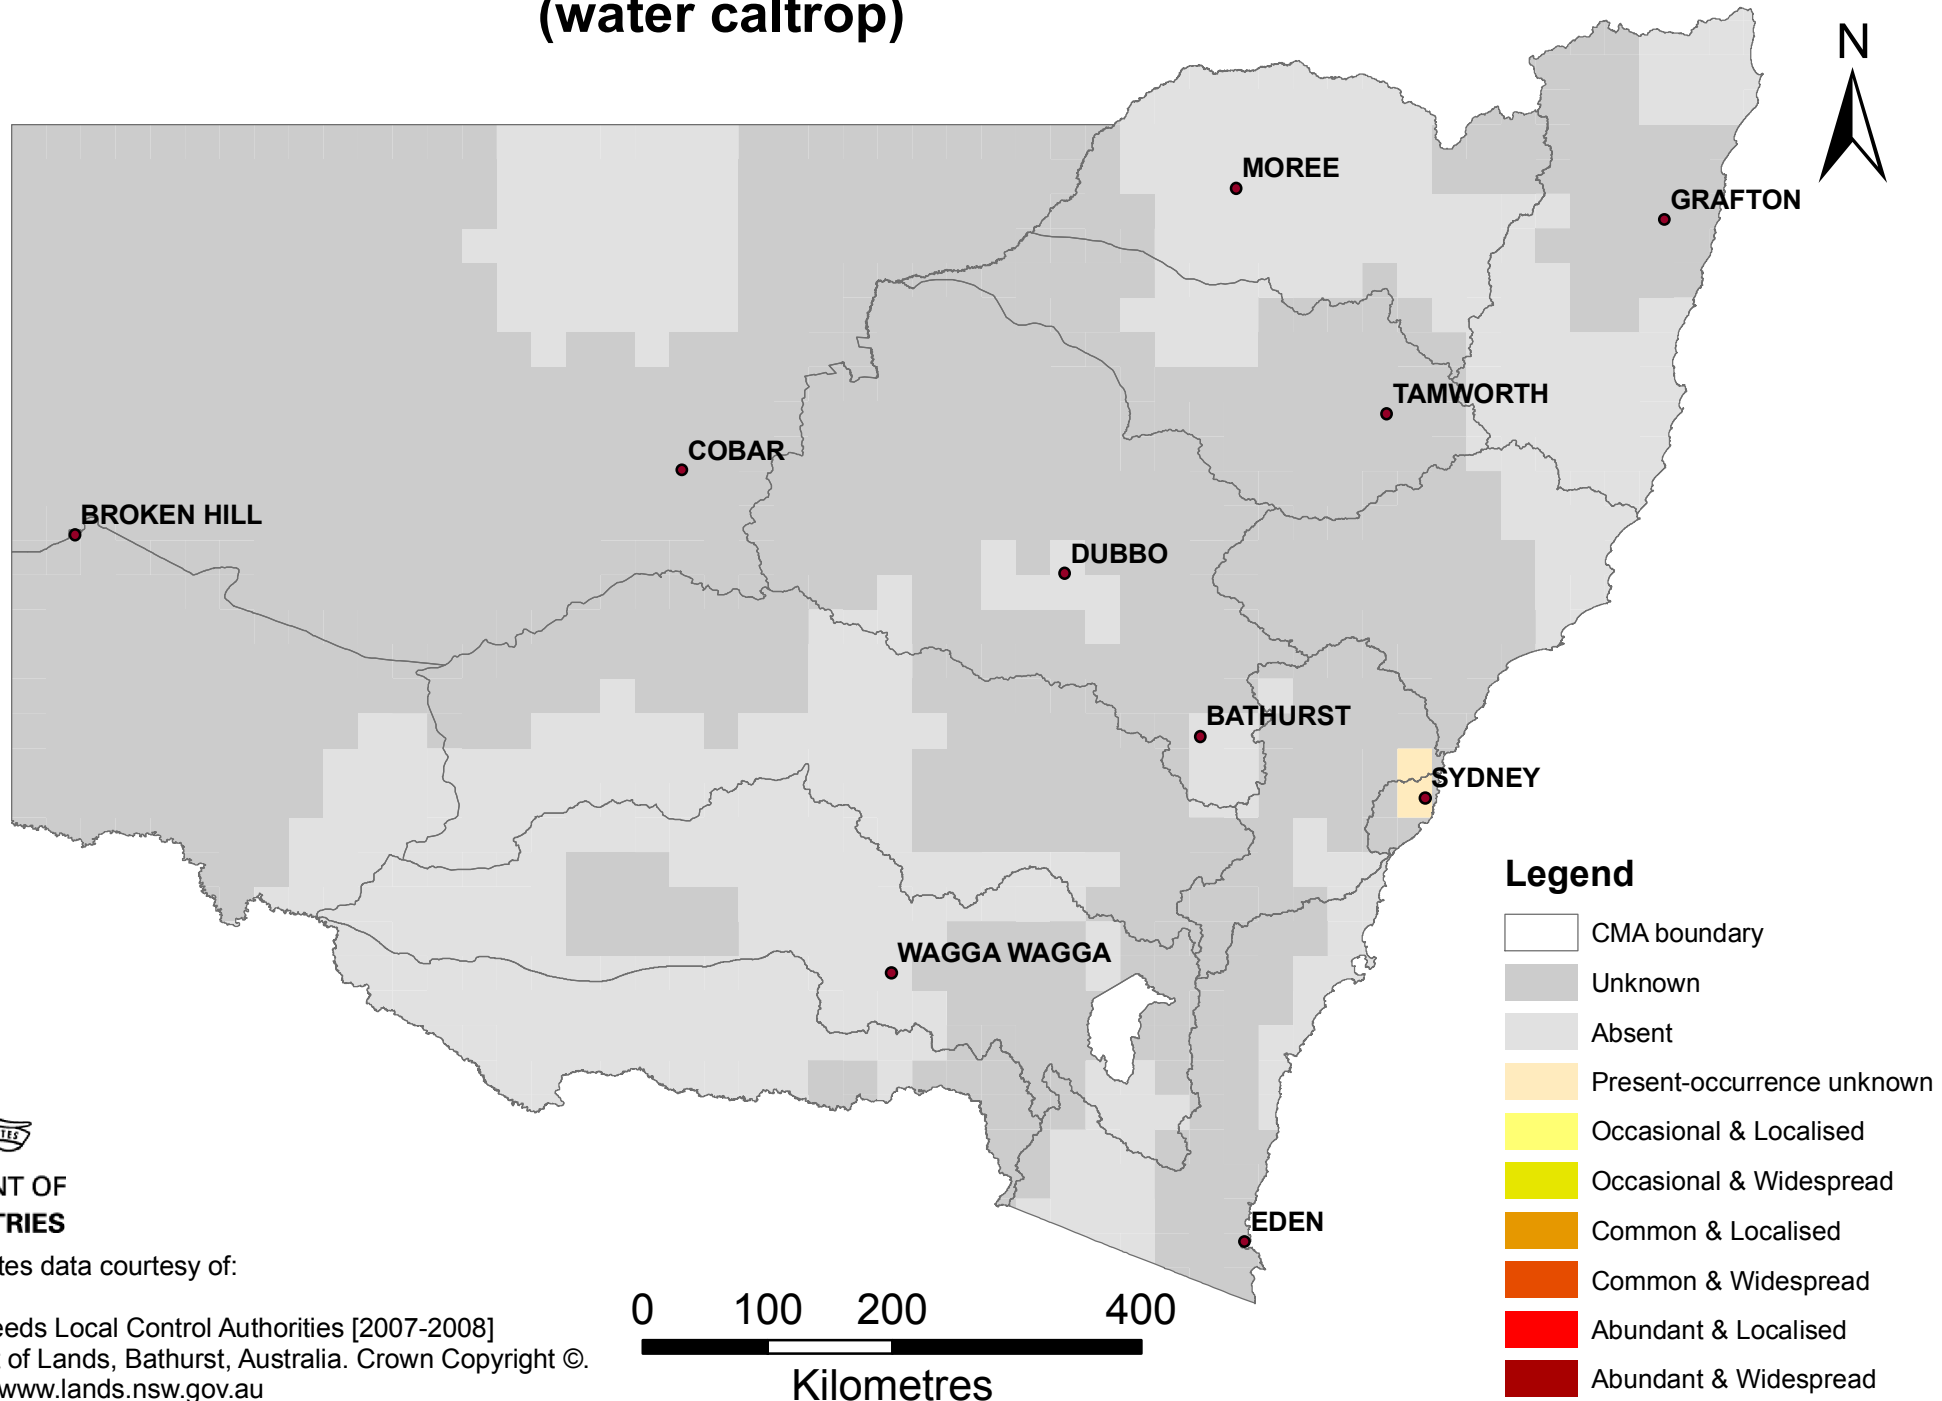 (water caltrop)
N
MOREE
GRAFTON
TAMWORTH
COBAR
BROKEN HILL
DUBBO
BATHURST
SYDNEY
WAGGA WAGGA
EDEN
Legend
CMA boundary
Unknown
Absent
Present-occurrence unknown
Occasional & Localised
Occasional & Widespread
Common & Localised
Common & Widespread
Abundant & Localised
Abundant & Widespread
NT OF
TRIES
tes data courtesy of:
eeds Local Control Authorities [2007-2008]
t of Lands, Bathurst, Australia. Crown Copyright ©.
www.lands.nsw.gov.au
0 100 200 400
Kilometres